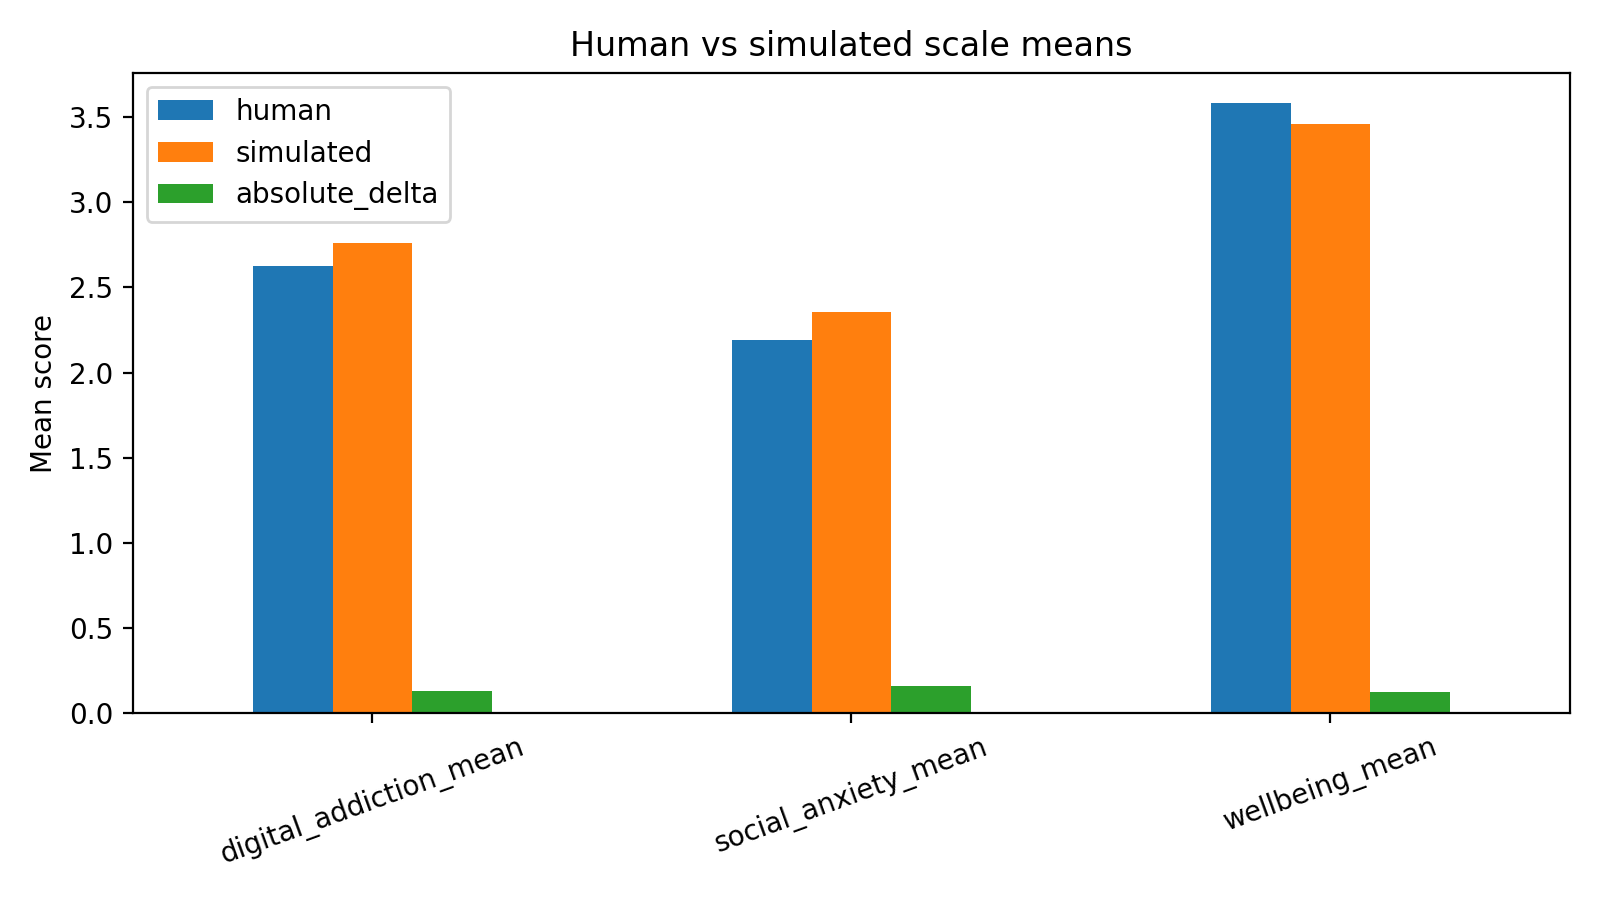 Human vs simulated scale means
human
simulated
absolute_delta
Mean score
3.5
3.0
2.5
2.0
1.5
1.0
0.5
0.0
digital_addiction_mean
social_anxiety_mean
wellbeing_mean